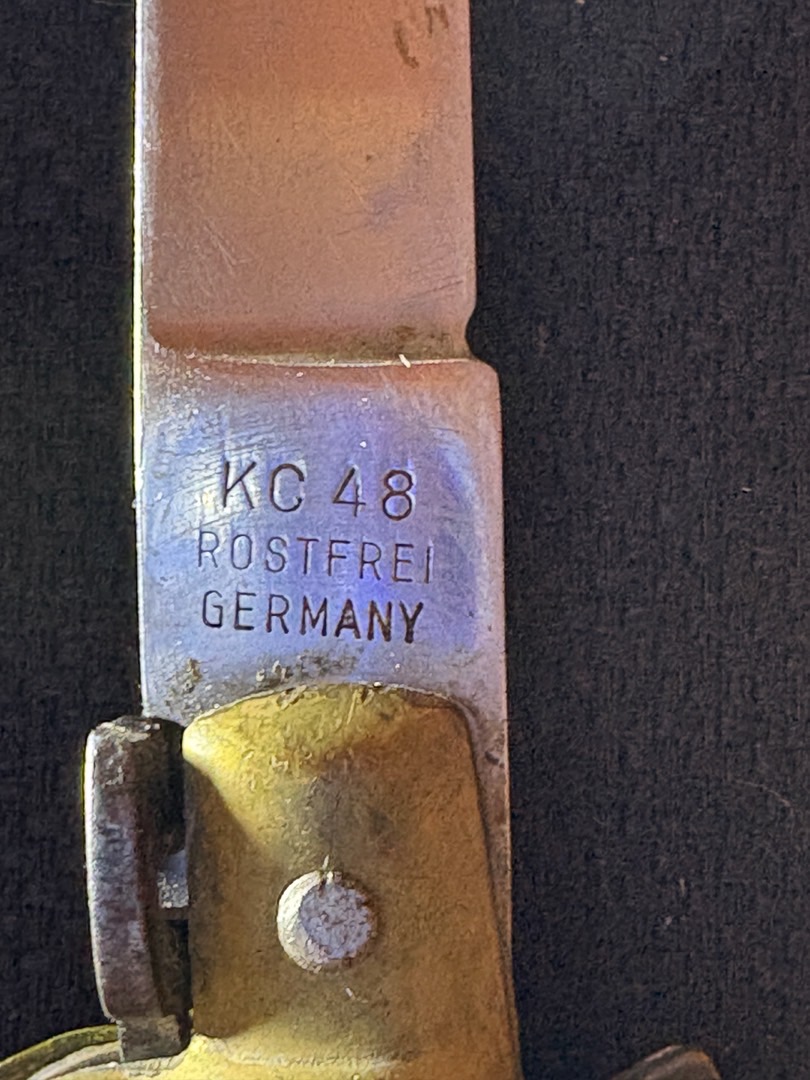 KC 48
ROSTFREI
GERMANY